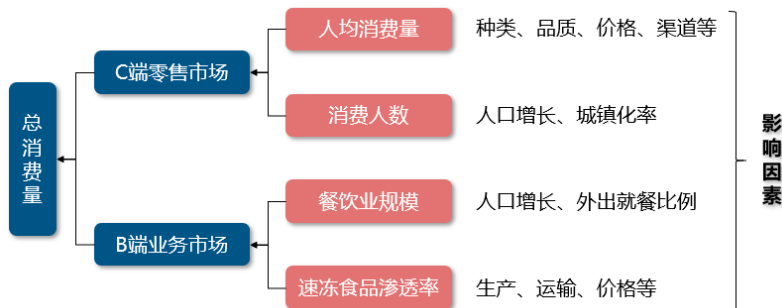 人均消费量
种类、品质、价格、渠道等
C端零售市场
消费人数
人口增长、城镇化率
总消费量
影响因素
餐饮业规模
人口增长、外出就餐比例
B端业务市场
速冻食品渗透率
生产、运输、价格等